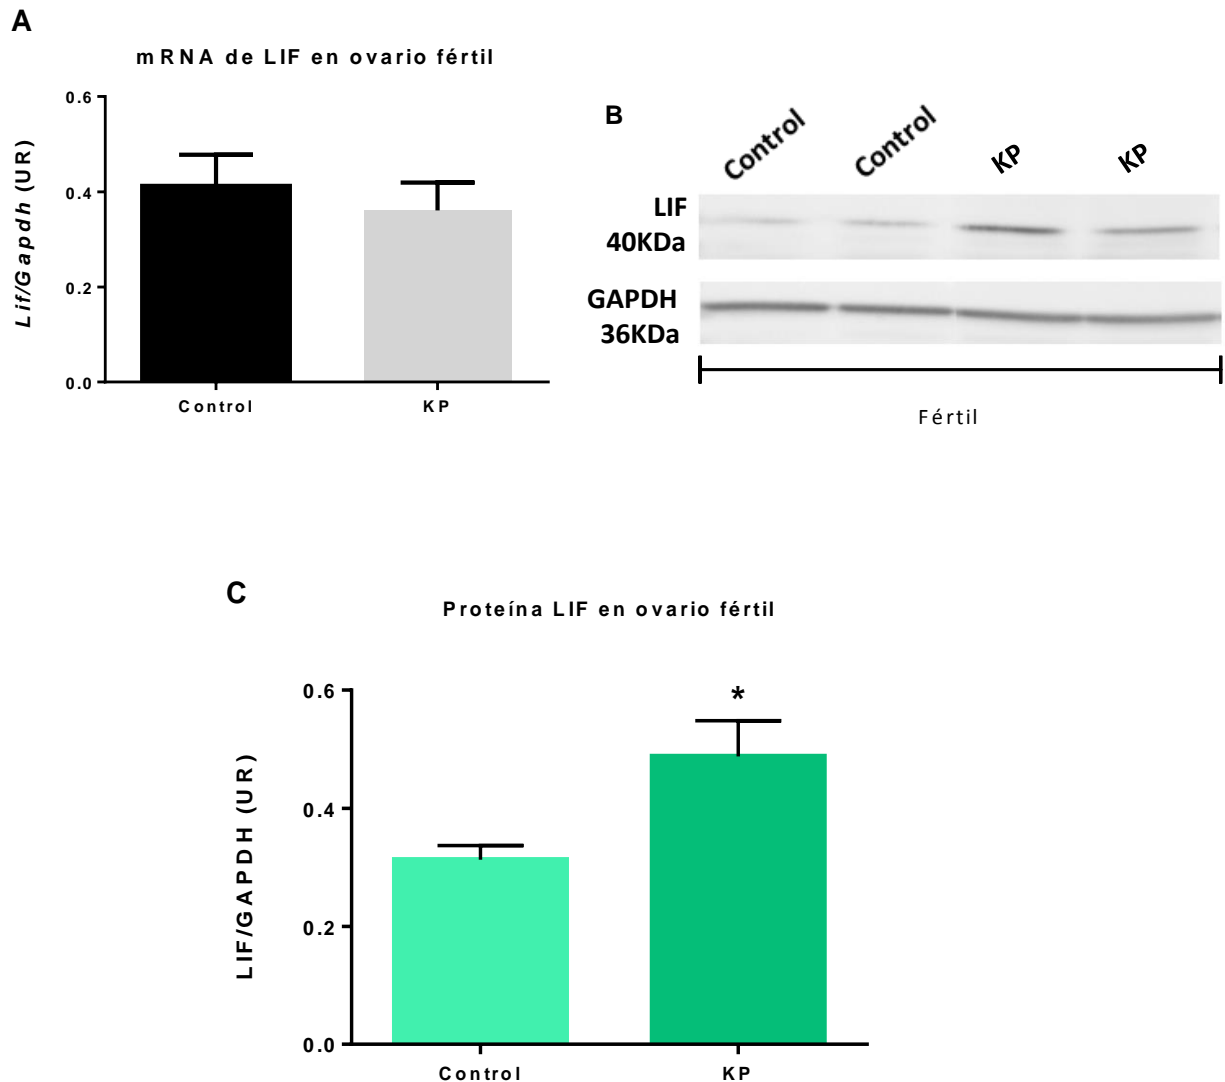 A
mRNA de LIF en ovario fértil
Lif/Gapdh (UR)
0.6
0.4
0.2
0.0
Control
KP
B
Control
Control
KP
KP
LIF
40KDa
GAPDH
36KDa
Fértil
C
Proteína LIF en ovario fértil
LIF/GAPDH (UR)
0.6
0.4
0.2
0.0
*
Control
KP